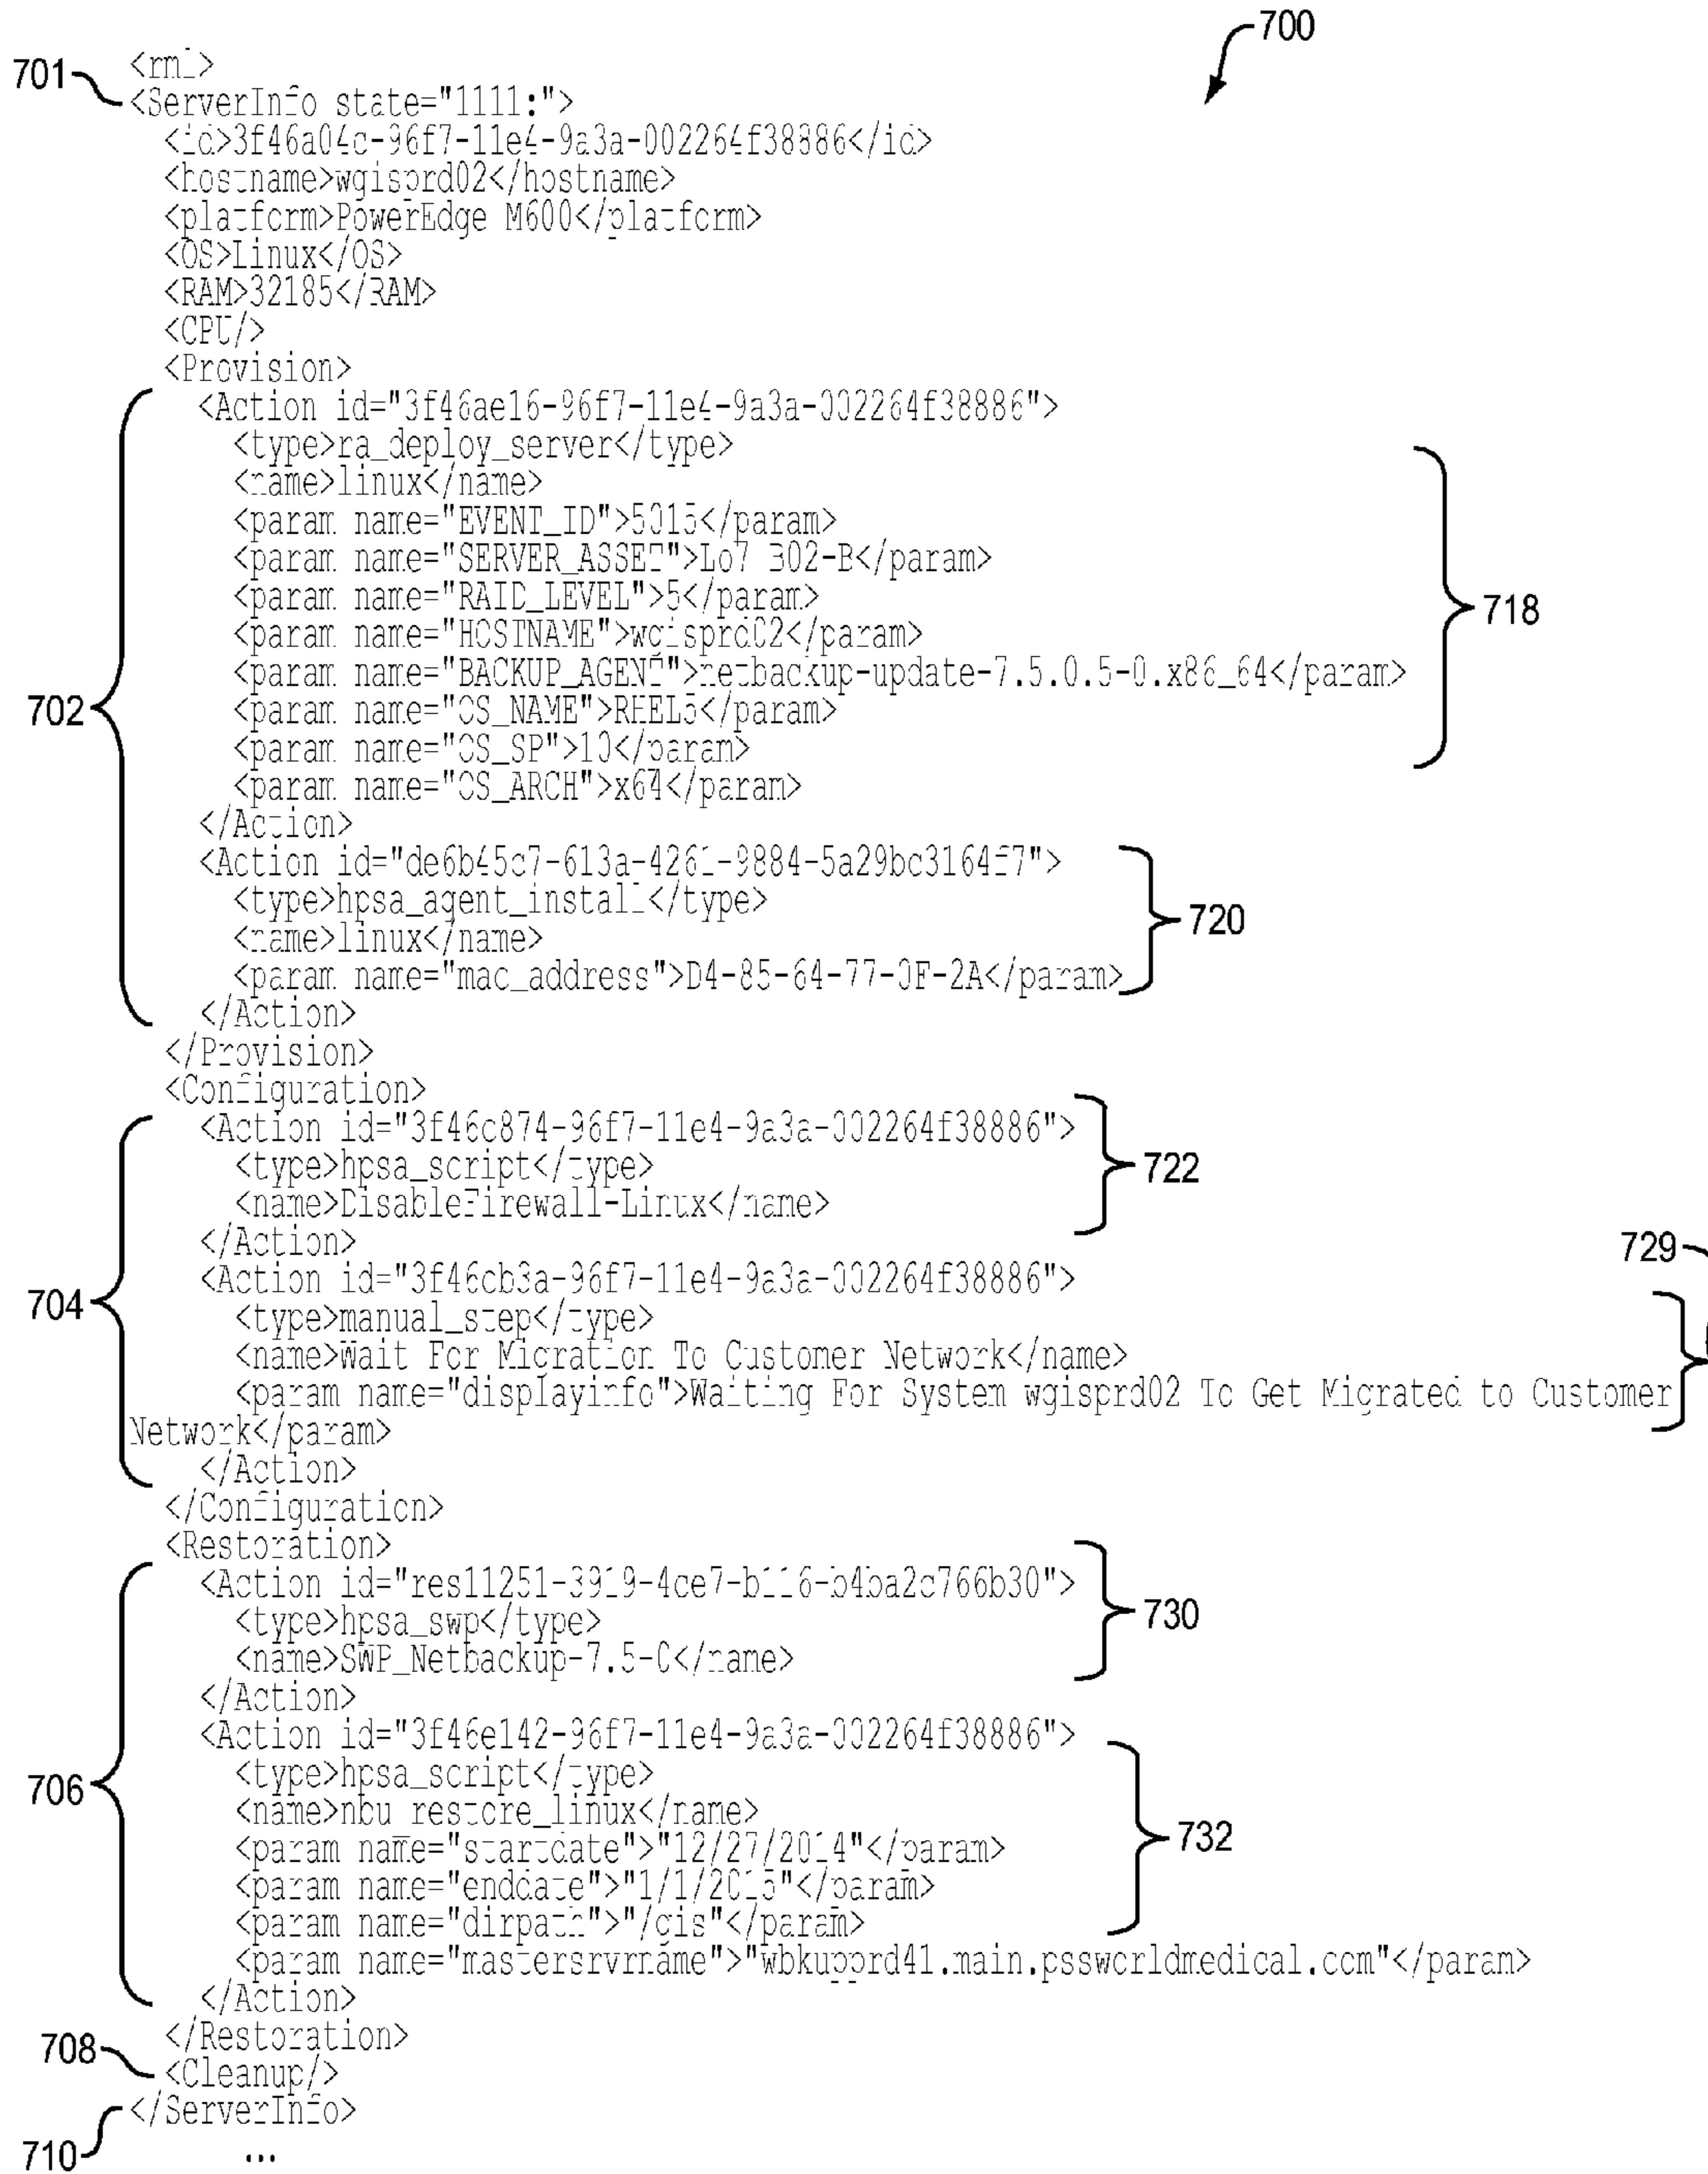 700
<rml>
701
<ServerInfo state="1111:">
<id>3f46a04c-96f7-11e4-9a3a-002264f38886</id>
<hostname>wgisprd02</hostname>
<platform>PowerEdge M600</platform>
<OS>Linux</OS>
<RAM>32185</RAM>
<CPU/>
<Provision>
<Action id="3f46ae16-96f7-11e4-9a3a-002264f38886">
<type>ra_deploy_server</type>
<name>linux</name>
<param name="EVENT_ID">5015</param>
<param name="SERVER_ASSET">Lo7 B02-B</param>
<param name="RAID_LEVEL">5</param>
718
<param name="HOSTNAME">wgisprd02</param>
<param name="BACKUP_AGENT">netbackup-update-7.5.0.5-0.x86_64</param>
702
<param name="OS_NAME">RHEL5</param>
<param name="OS_SP">10</param>
<param name="OS_ARCH">x64</param>
</Action>
<Action id="de6b45c7-613a-4261-9884-5a29bc3164f7">
<type>hpsa_agent_install</type>
720
<name>linux</name>
<param name="mac_address">D4-85-64-77-0F-2A</param>
</Action>
</Provision>
<Configuration>
<Action id="3f46c874-96f7-11e4-9a3a-002264f38886">
<type>hpsa_script</type>
722
<name>DisableFirewall-Linux</name>
</Action>
729
<Action id="3f46cb3a-96f7-11e4-9a3a-002264f38886">
704
<type>manual_step</type>
<name>Wait For Migration To Customer Network</name>
<param name="displayinfo">Waiting For System wgisprd02 To Get Migrated to Customer
Network</param>
</Action>
</Configuration>
<Restoration>
<Action id="res11251-3919-4ce7-b116-b4ba2c766b30">
<type>hpsa_swp</type>
730
<name>SWP_Netbackup-7.5-0</name>
</Action>
<Action id="3f46e142-96f7-11e4-9a3a-002264f38886">
<type>hpsa_script</type>
706
<name>nbu_restore_linux</name>
<param name="startdate">"12/27/2014"</param>
732
<param name="enddate">"1/1/2015"</param>
<param name="dirpath">"/gis"</param>
<param name="mastersrvrname">"wbkupprd41.main.pssworldmedical.com"</param>
</Action>
</Restoration>
708
<Cleanup/>
</ServerInfo>
710
...